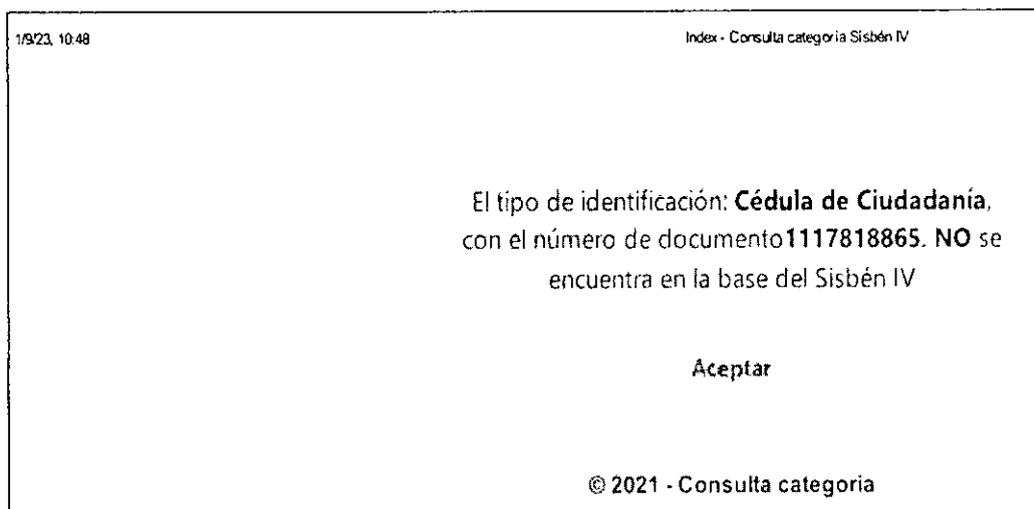 1/9/23, 10:48
Index - Consulta categoria Sisbén IV
El tipo de identificación: Cédula de Ciudadanía,
con el número de documento1117818865. NO se
encuentra en la base del Sisbén IV
Aceptar
© 2021 - Consulta categoria